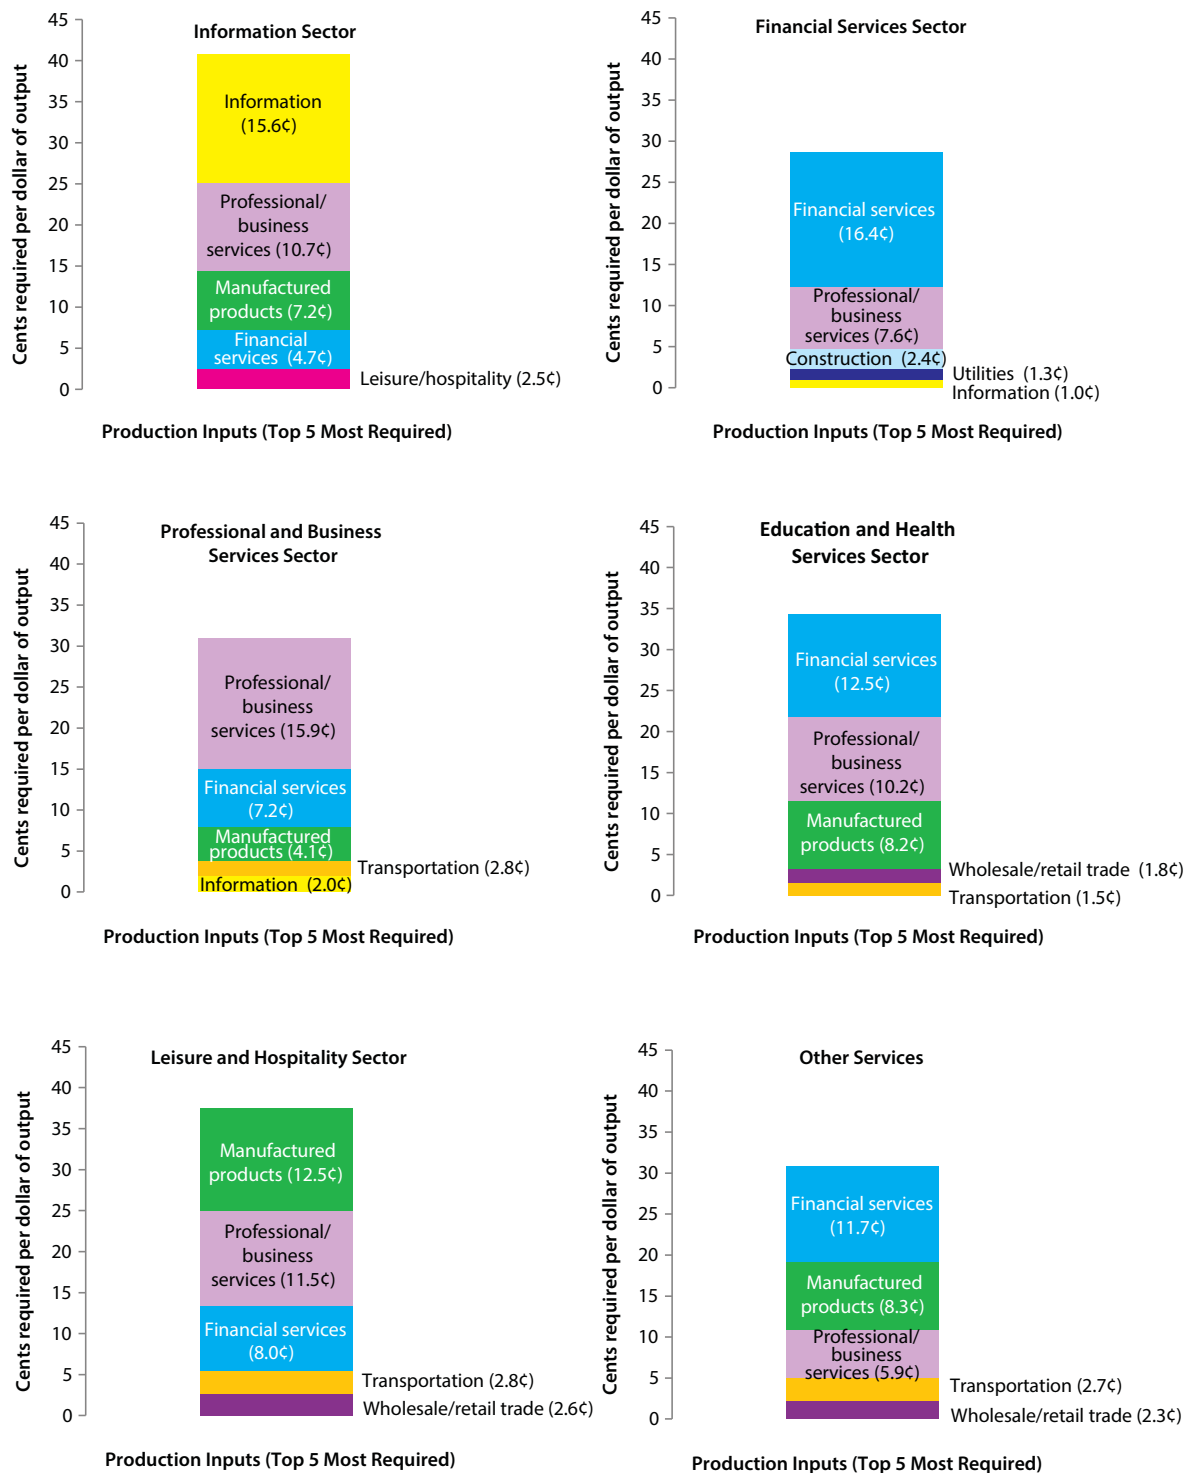 Information Sector
Cents required per dollar of output
45
40
35
30
25
20
15
10
5
0
Information
(15.6¢)
Professional/
business
services (10.7¢)
Manufactured
products (7.2¢)
Financial
services (4.7¢)
Leisure/hospitality (2.5¢)
Production Inputs (Top 5 Most Required)
Financial Services Sector
Cents required per dollar of output
45
40
35
30
25
20
15
10
5
0
Financial services
(16.4¢)
Professional/
business
services (7.6¢)
Construction (2.4¢)
Utilities (1.3¢)
Information (1.0¢)
Production Inputs (Top 5 Most Required)
Professional and Business
Services Sector
Cents required per dollar of output
45
40
35
30
25
20
15
10
5
0
Professional/
business
services (15.9¢)
Financial services
(7.2¢)
Manufactured
products (4.1¢)
Transportation (2.8¢)
Information (2.0¢)
Production Inputs (Top 5 Most Required)
Education and Health
Services Sector
Cents required per dollar of output
45
40
35
30
25
20
15
10
5
0
Financial services
(12.5¢)
Professional/
business
services (10.2¢)
Manufactured
products (8.2¢)
Wholesale/retail trade (1.8¢)
Transportation (1.5¢)
Production Inputs (Top 5 Most Required)
Leisure and Hospitality Sector
Cents required per dollar of output
45
40
35
30
25
20
15
10
5
0
Manufactured
products (12.5¢)
Professional/
business
services (11.5¢)
Financial services
(8.0¢)
Transportation (2.8¢)
Wholesale/retail trade (2.6¢)
Production Inputs (Top 5 Most Required)
Other Services
Cents required per dollar of output
45
40
35
30
25
20
15
10
5
0
Financial services
(11.7¢)
Manufactured
products (8.3¢)
Professional/
business
services (5.9¢)
Transportation (2.7¢)
Wholesale/retail trade (2.3¢)
Production Inputs (Top 5 Most Required)